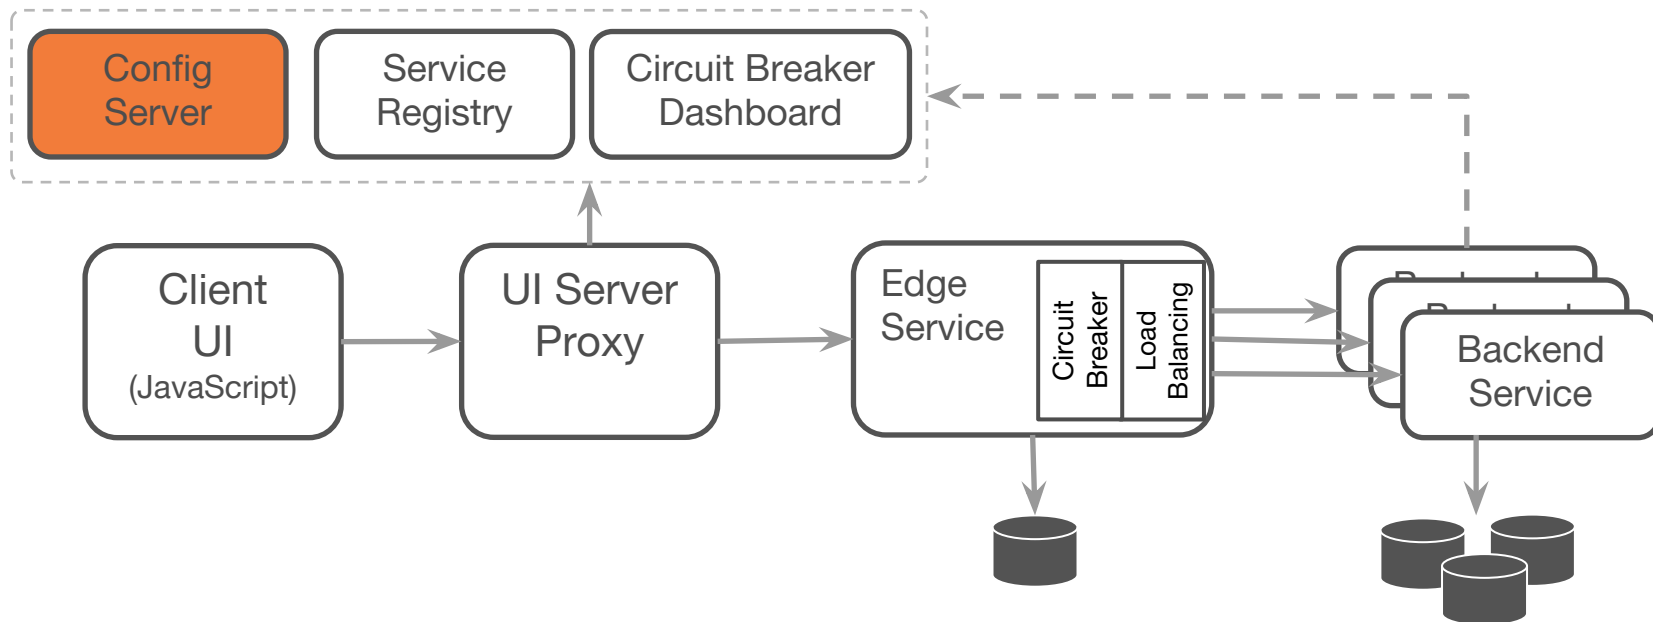 Config
Server
Service
Registry
Circuit Breaker
Dashboard
Client
UI
(JavaScript)
UI Server
Proxy
Edge
Service
Circuit
Breaker
Load
Balancing
Backend
Service